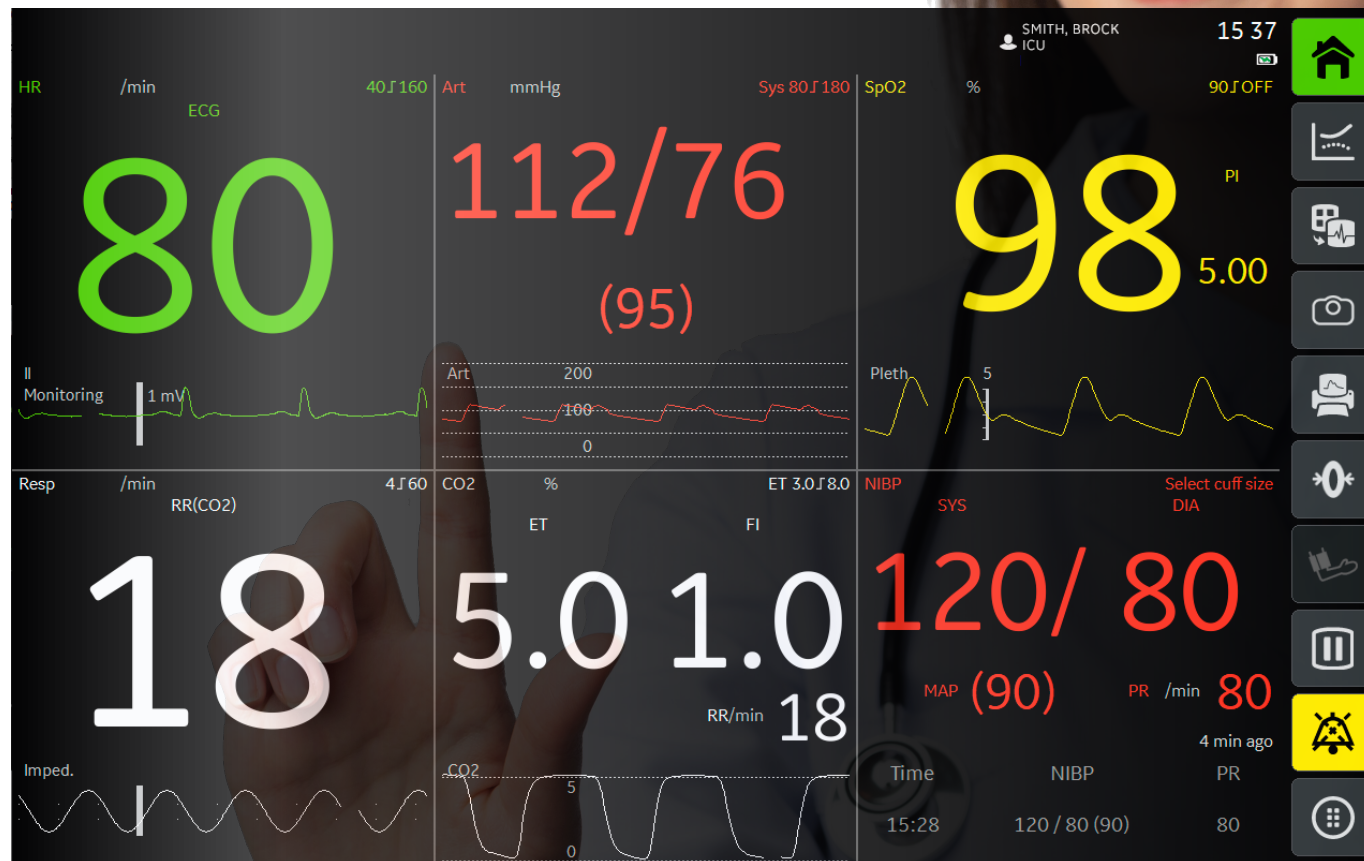 SMITH, BROCK
ICU
15 37
HR /min 40 160
ECG
80
II
Monitoring
1 mV
Art mmHg Sys 80 180
112/76
(95)
Art
200
100
0
SpO2 % 90 OFF
98
PI
5.00
Pleth
5
Resp /min 4 60
RR(CO2)
18
Imped.
CO2 % ET 3.0 8.0
ET FI
5.0 1.0
RR/min 18
CO2
5
0
NIBP Select cuff size
SYS DIA
120/ 80
MAP (90) PR /min 80
4 min ago
Time NIBP PR
15:28 120 / 80 (90) 80